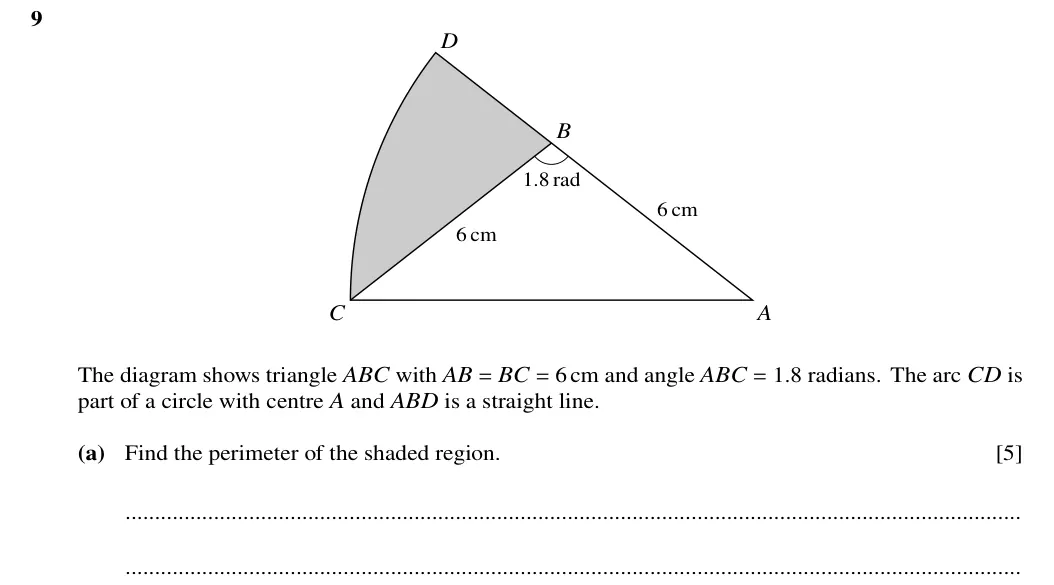 9
D
B
1.8 rad
6 cm
6 cm
C
A
The diagram shows triangle ABC with AB = BC = 6 cm and angle ABC = 1.8 radians. The arc CD is
part of a circle with centre A and ABD is a straight line.
(a) Find the perimeter of the shaded region. [5]